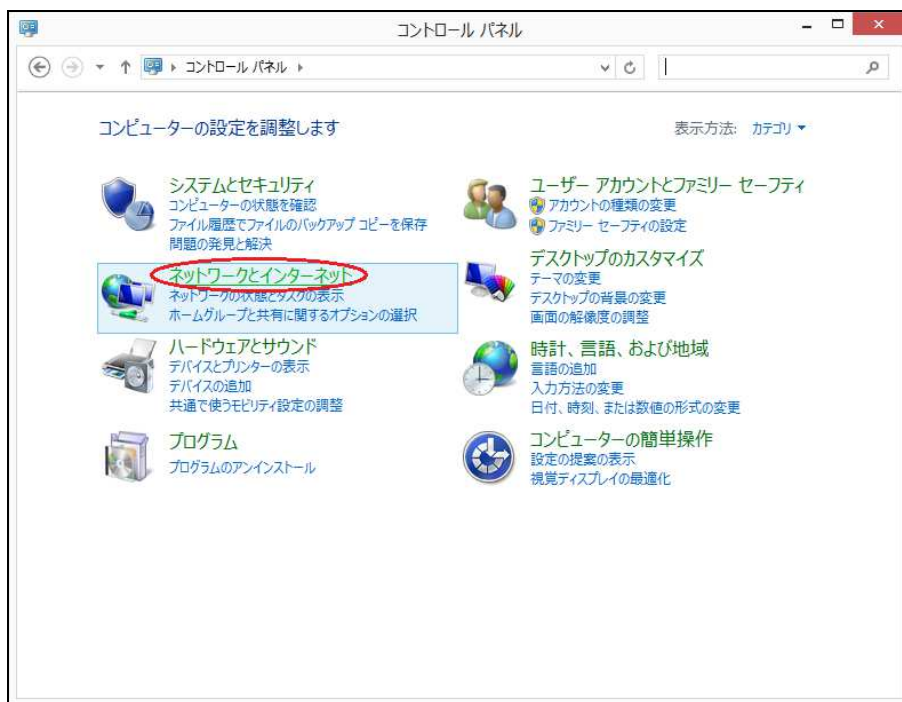 コントロール パネル
コントロール パネル
コンピューターの設定を調整します
表示方法: カテゴリ
システムとセキュリティ
コンピューターの状態を確認
ファイル履歴でファイルのバックアップ コピーを保存
問題の発見と解決
ネットワークとインターネット
ネットワークの状態とタスクの表示
ホームグループと共有に関するオプションの選択
ハードウェアとサウンド
デバイスとプリンターの表示
デバイスの追加
共通で使うモビリティ設定の調整
プログラム
プログラムのアンインストール
ユーザー アカウントとファミリー セーフティ
アカウントの種類の変更
ファミリー セーフティの設定
デスクトップのカスタマイズ
テーマの変更
デスクトップの背景の変更
画面の解像度の調整
時計、言語、および地域
言語の追加
入力方法の変更
日付、時刻、または数値の形式の変更
コンピューターの簡単操作
設定の提案の表示
視覚ディスプレイの最適化